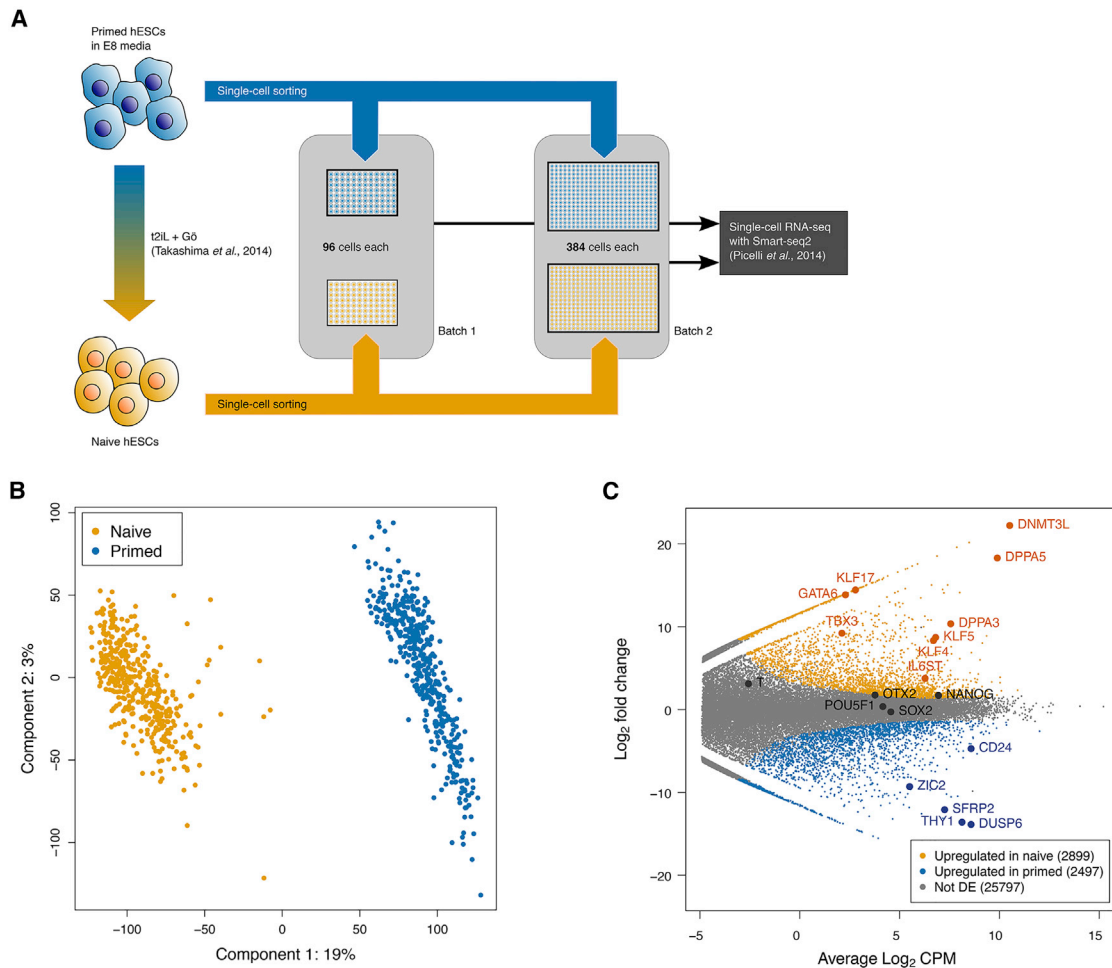 A
Primed hESCs
in E8 media
Single-cell sorting
t2iL + Gö
(Takashima et al., 2014)
96 cells each
384 cells each
Single-cell RNA-seq
with Smart-seq2
(Picelli et al., 2014)
Batch 1
Batch 2
Single-cell sorting
Naive hESCs
B
Naive
Primed
100
50
0
−50
−100
Component 2: 3%
−100
−50
0
50
100
Component 1: 19%
C
DNMT3L
DPPA5
KLF17
GATA6
TBX3
DPPA3
KLF5
KLF4
IL6ST
T
OTX2
NANOG
POU5F1
SOX2
CD24
ZIC2
SFRP2
THY1
DUSP6
Upregulated in naive (2899)
Upregulated in primed (2497)
Not DE (25797)
20
10
0
−10
−20
Log2 fold change
−5
0
5
10
15
Average Log2 CPM